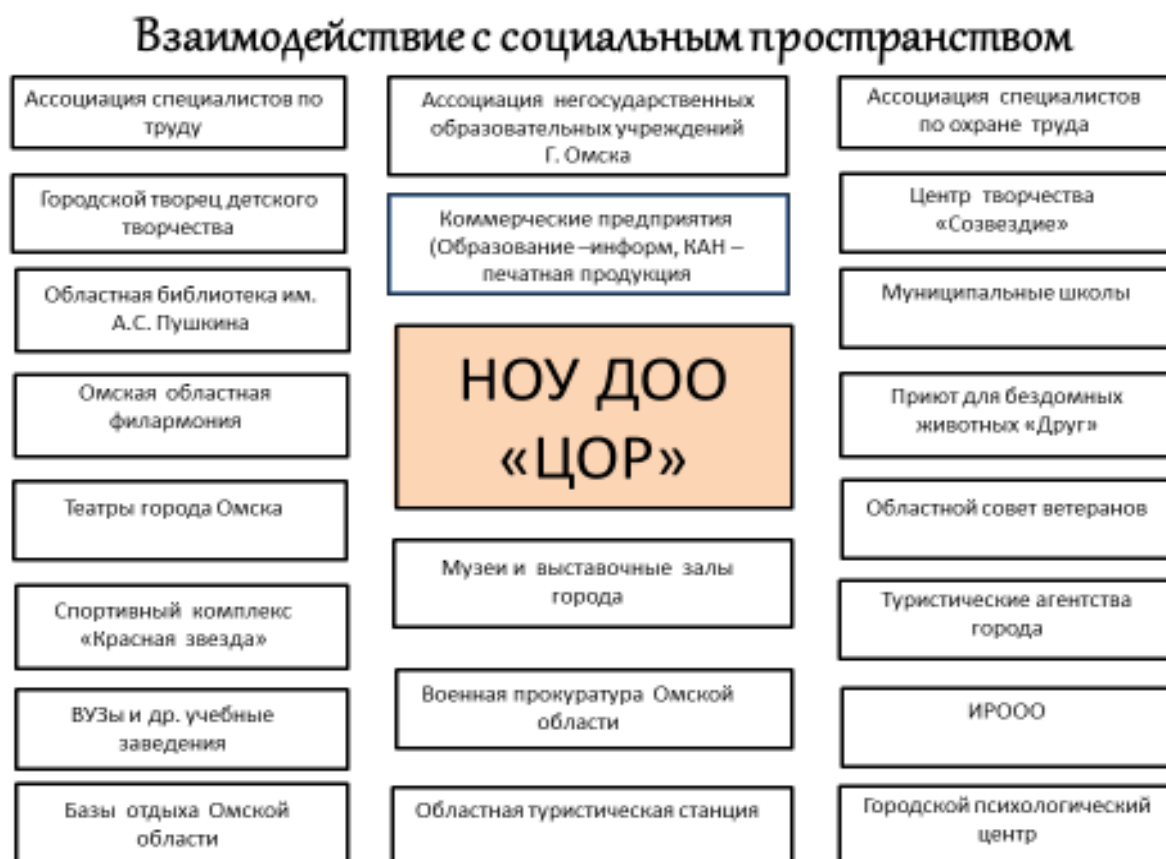 Взаимодействие с социальным пространством
Ассоциация специалистов по
труду
Городской творец детского
творчества
Областная библиотека им.
А.С. Пушкина
Омская областная
филармония
Театры города Омска
Спортивный комплекс
«Красная звезда»
ВУЗы и др. учебные
заведения
Базы отдыха Омской
области
Ассоциация негосударственных
образовательных учреждений
Г. Омска
Коммерческие предприятия
(Образование –информ, КАН –
печатная продукция
НОУ ДОО
«ЦОР»
Музеи и выставочные залы
города
Военная прокуратура Омской
области
Областная туристическая станция
Ассоциация специалистов
по охране труда
Центр творчества
«Созвездие»
Муниципальные школы
Приют для бездомных
животных «Друг»
Областной совет ветеранов
Туристические агентства
города
ИРООО
Городской психологический
центр